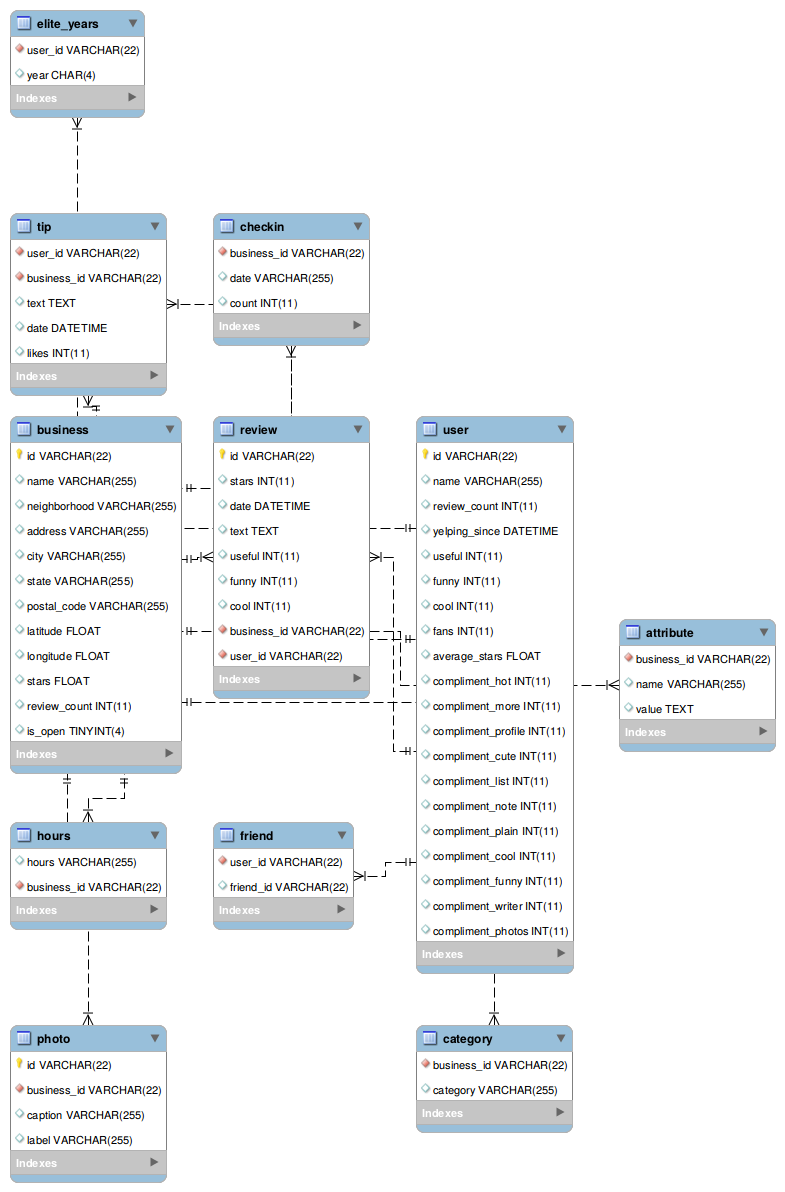 elite_years
user_id VARCHAR(22)
year CHAR(4)
Indexes
tip
user_id VARCHAR(22)
business_id VARCHAR(22)
text TEXT
date DATETIME
likes INT(11)
Indexes
checkin
business_id VARCHAR(22)
date VARCHAR(255)
count INT(11)
Indexes
business
id VARCHAR(22)
name VARCHAR(255)
neighborhood VARCHAR(255)
address VARCHAR(255)
city VARCHAR(255)
state VARCHAR(255)
postal_code VARCHAR(255)
latitude FLOAT
longitude FLOAT
stars FLOAT
review_count INT(11)
is_open TINYINT(4)
Indexes
review
id VARCHAR(22)
stars INT(11)
date DATETIME
text TEXT
useful INT(11)
funny INT(11)
cool INT(11)
business_id VARCHAR(22)
user_id VARCHAR(22)
Indexes
user
id VARCHAR(22)
name VARCHAR(255)
review_count INT(11)
yelping_since DATETIME
useful INT(11)
funny INT(11)
cool INT(11)
fans INT(11)
average_stars FLOAT
compliment_hot INT(11)
compliment_more INT(11)
compliment_profile INT(11)
compliment_cute INT(11)
compliment_list INT(11)
compliment_note INT(11)
compliment_plain INT(11)
compliment_cool INT(11)
compliment_funny INT(11)
compliment_writer INT(11)
compliment_photos INT(11)
Indexes
attribute
business_id VARCHAR(22)
name VARCHAR(255)
value TEXT
Indexes
hours
hours VARCHAR(255)
business_id VARCHAR(22)
Indexes
friend
user_id VARCHAR(22)
friend_id VARCHAR(22)
Indexes
photo
id VARCHAR(22)
business_id VARCHAR(22)
caption VARCHAR(255)
label VARCHAR(255)
Indexes
category
business_id VARCHAR(22)
category VARCHAR(255)
Indexes